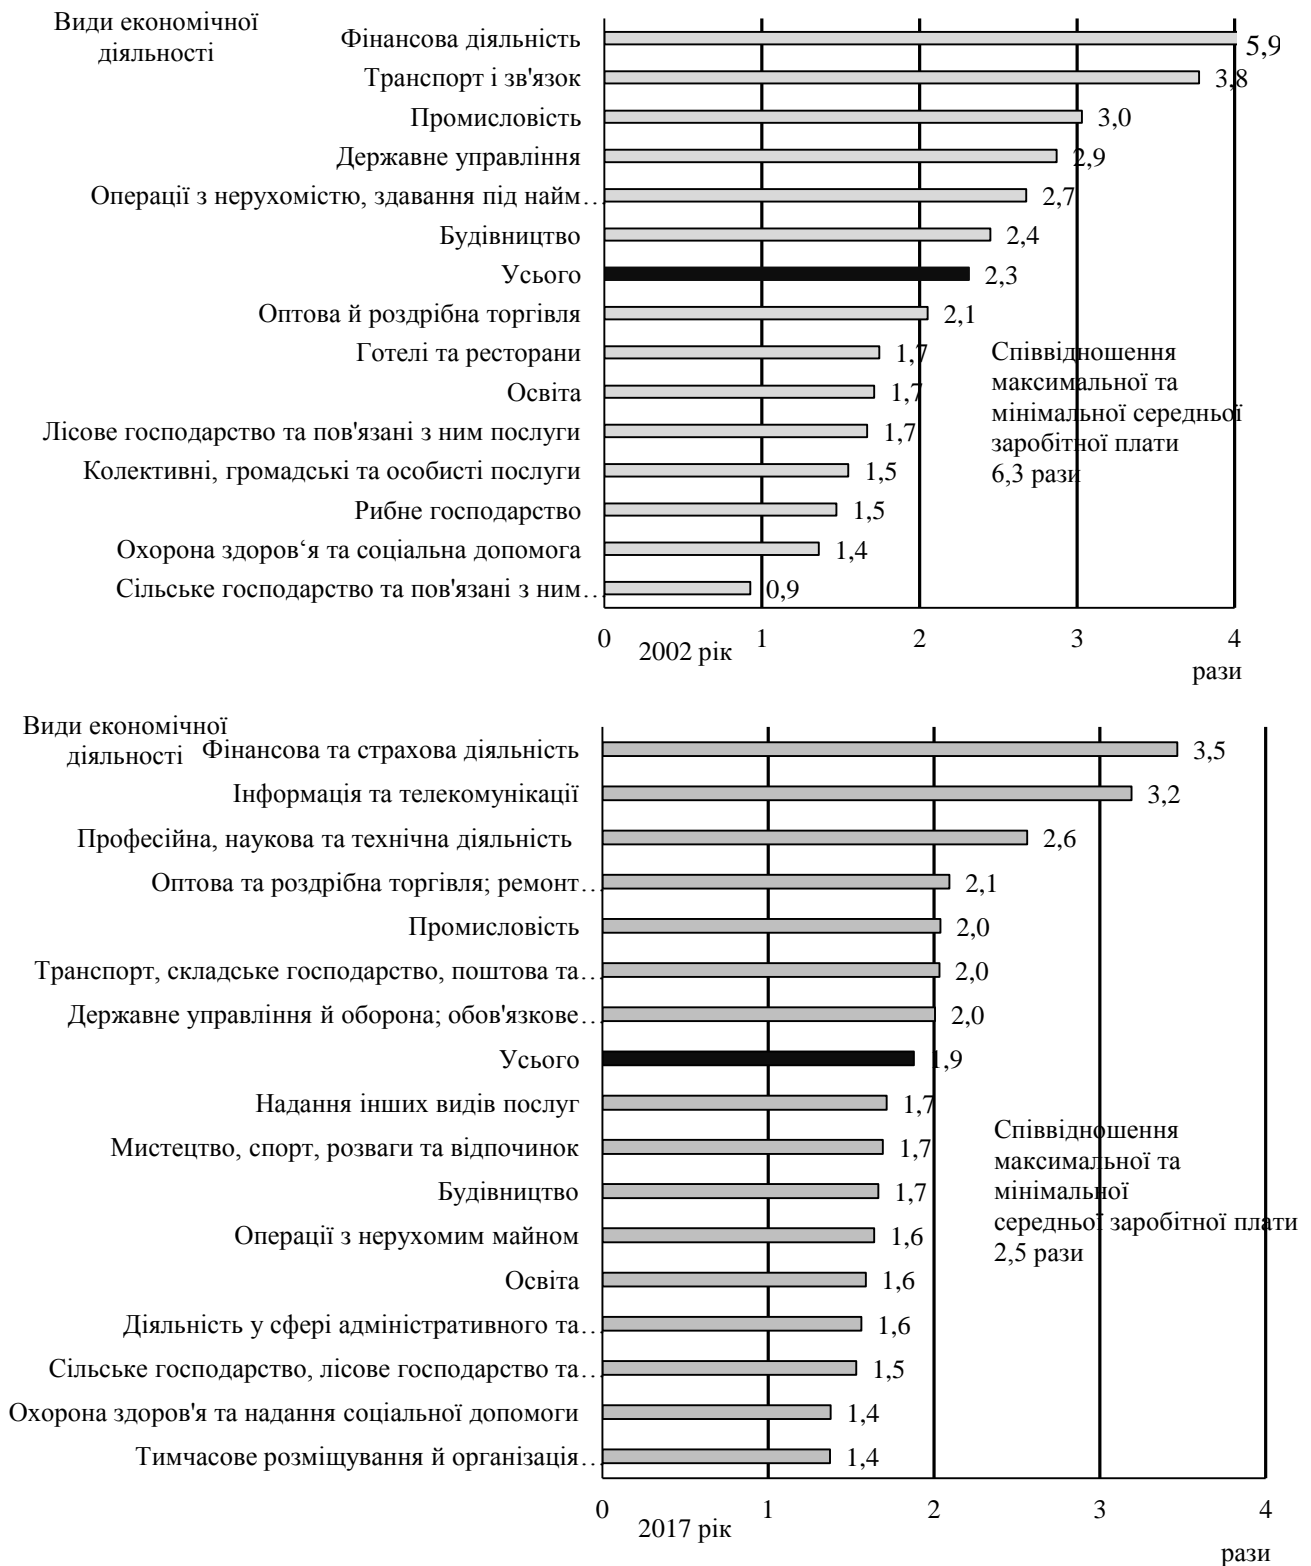 Види економічної
діяльності
Фінансова діяльність 5,9
Транспорт і зв'язок 3,8
Промисловість 3,0
Державне управління 2,9
Операції з нерухомістю, здавання під найм… 2,7
Будівництво 2,4
Усього 2,3
Оптова й роздрібна торгівля 2,1
Готелі та ресторани 1,7
Освіта 1,7
Лісове господарство та пов'язані з ним послуги 1,7
Колективні, громадські та особисті послуги 1,5
Рибне господарство 1,5
Охорона здоров‘я та соціальна допомога 1,4
Сільське господарство та пов'язані з ним… 0,9
Співвідношення
максимальної та
мінімальної середньої
заробітної плати
6,3 рази
0 1 2 3 4
2002 рік
рази
Види економічної
діяльності
Фінансова та страхова діяльність 3,5
Інформація та телекомунікації 3,2
Професійна, наукова та технічна діяльність 2,6
Оптова та роздрібна торгівля; ремонт… 2,1
Промисловість 2,0
Транспорт, складське господарство, поштова та… 2,0
Державне управління й оборона; обов'язкове… 2,0
Усього 1,9
Надання інших видів послуг 1,7
Мистецтво, спорт, розваги та відпочинок 1,7
Будівництво 1,7
Операції з нерухомим майном 1,6
Освіта 1,6
Діяльність у сфері адміністративного та… 1,6
Сільське господарство, лісове господарство та… 1,5
Охорона здоров'я та надання соціальної допомоги 1,4
Тимчасове розміщування й організація… 1,4
Співвідношення
максимальної та
мінімальної
середньої заробітної плати
2,5 рази
0 1 2 3 4
2017 рік
рази